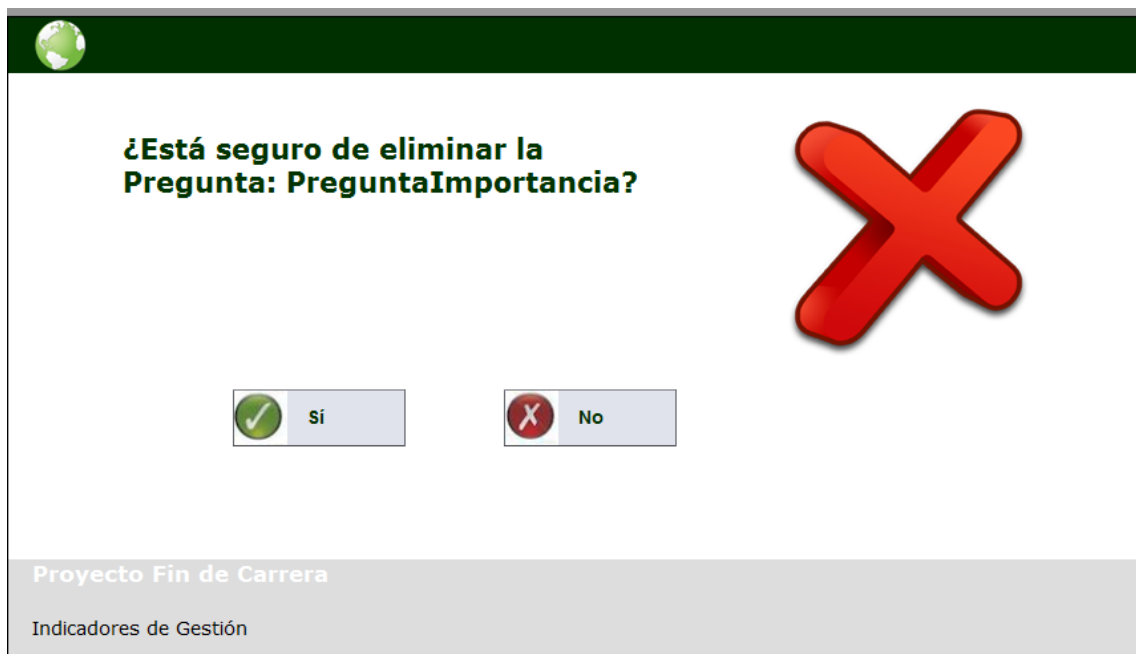 ¿Está seguro de eliminar la
Pregunta: PreguntaImportancia?
Sí
No
Proyecto Fin de Carrera
Indicadores de Gestión